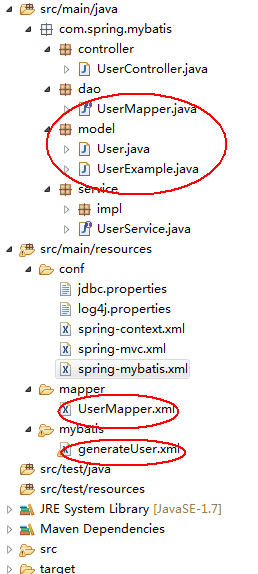 src/main/java
com.spring.mybatis
controller
UserController.java
dao
UserMapper.java
model
User.java
UserExample.java
service
impl
UserService.java
src/main/resources
conf
jdbc.properties
log4j.properties
spring-context.xml
spring-mvc.xml
spring-mybatis.xml
mapper
UserMapper.xml
mybatis
generateUser.xml
src/test/java
src/test/resources
JRE System Library [JavaSE-1.7]
Maven Dependencies
src
target